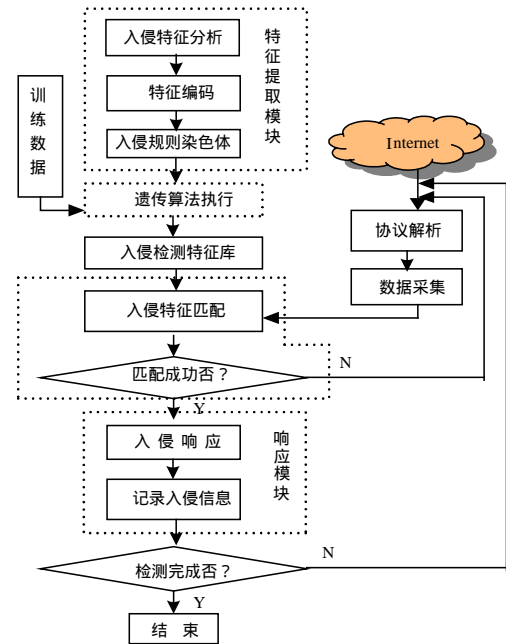 入侵特征分析
特征编码
入侵规则染色体
特征提取模块
训练数据
遗传算法执行
入侵检测特征库
Internet
协议解析
数据采集
入侵特征匹配
匹配成功否？
N
Y
入侵响应
记录入侵信息
响应模块
检测完成否？
N
Y
结 束